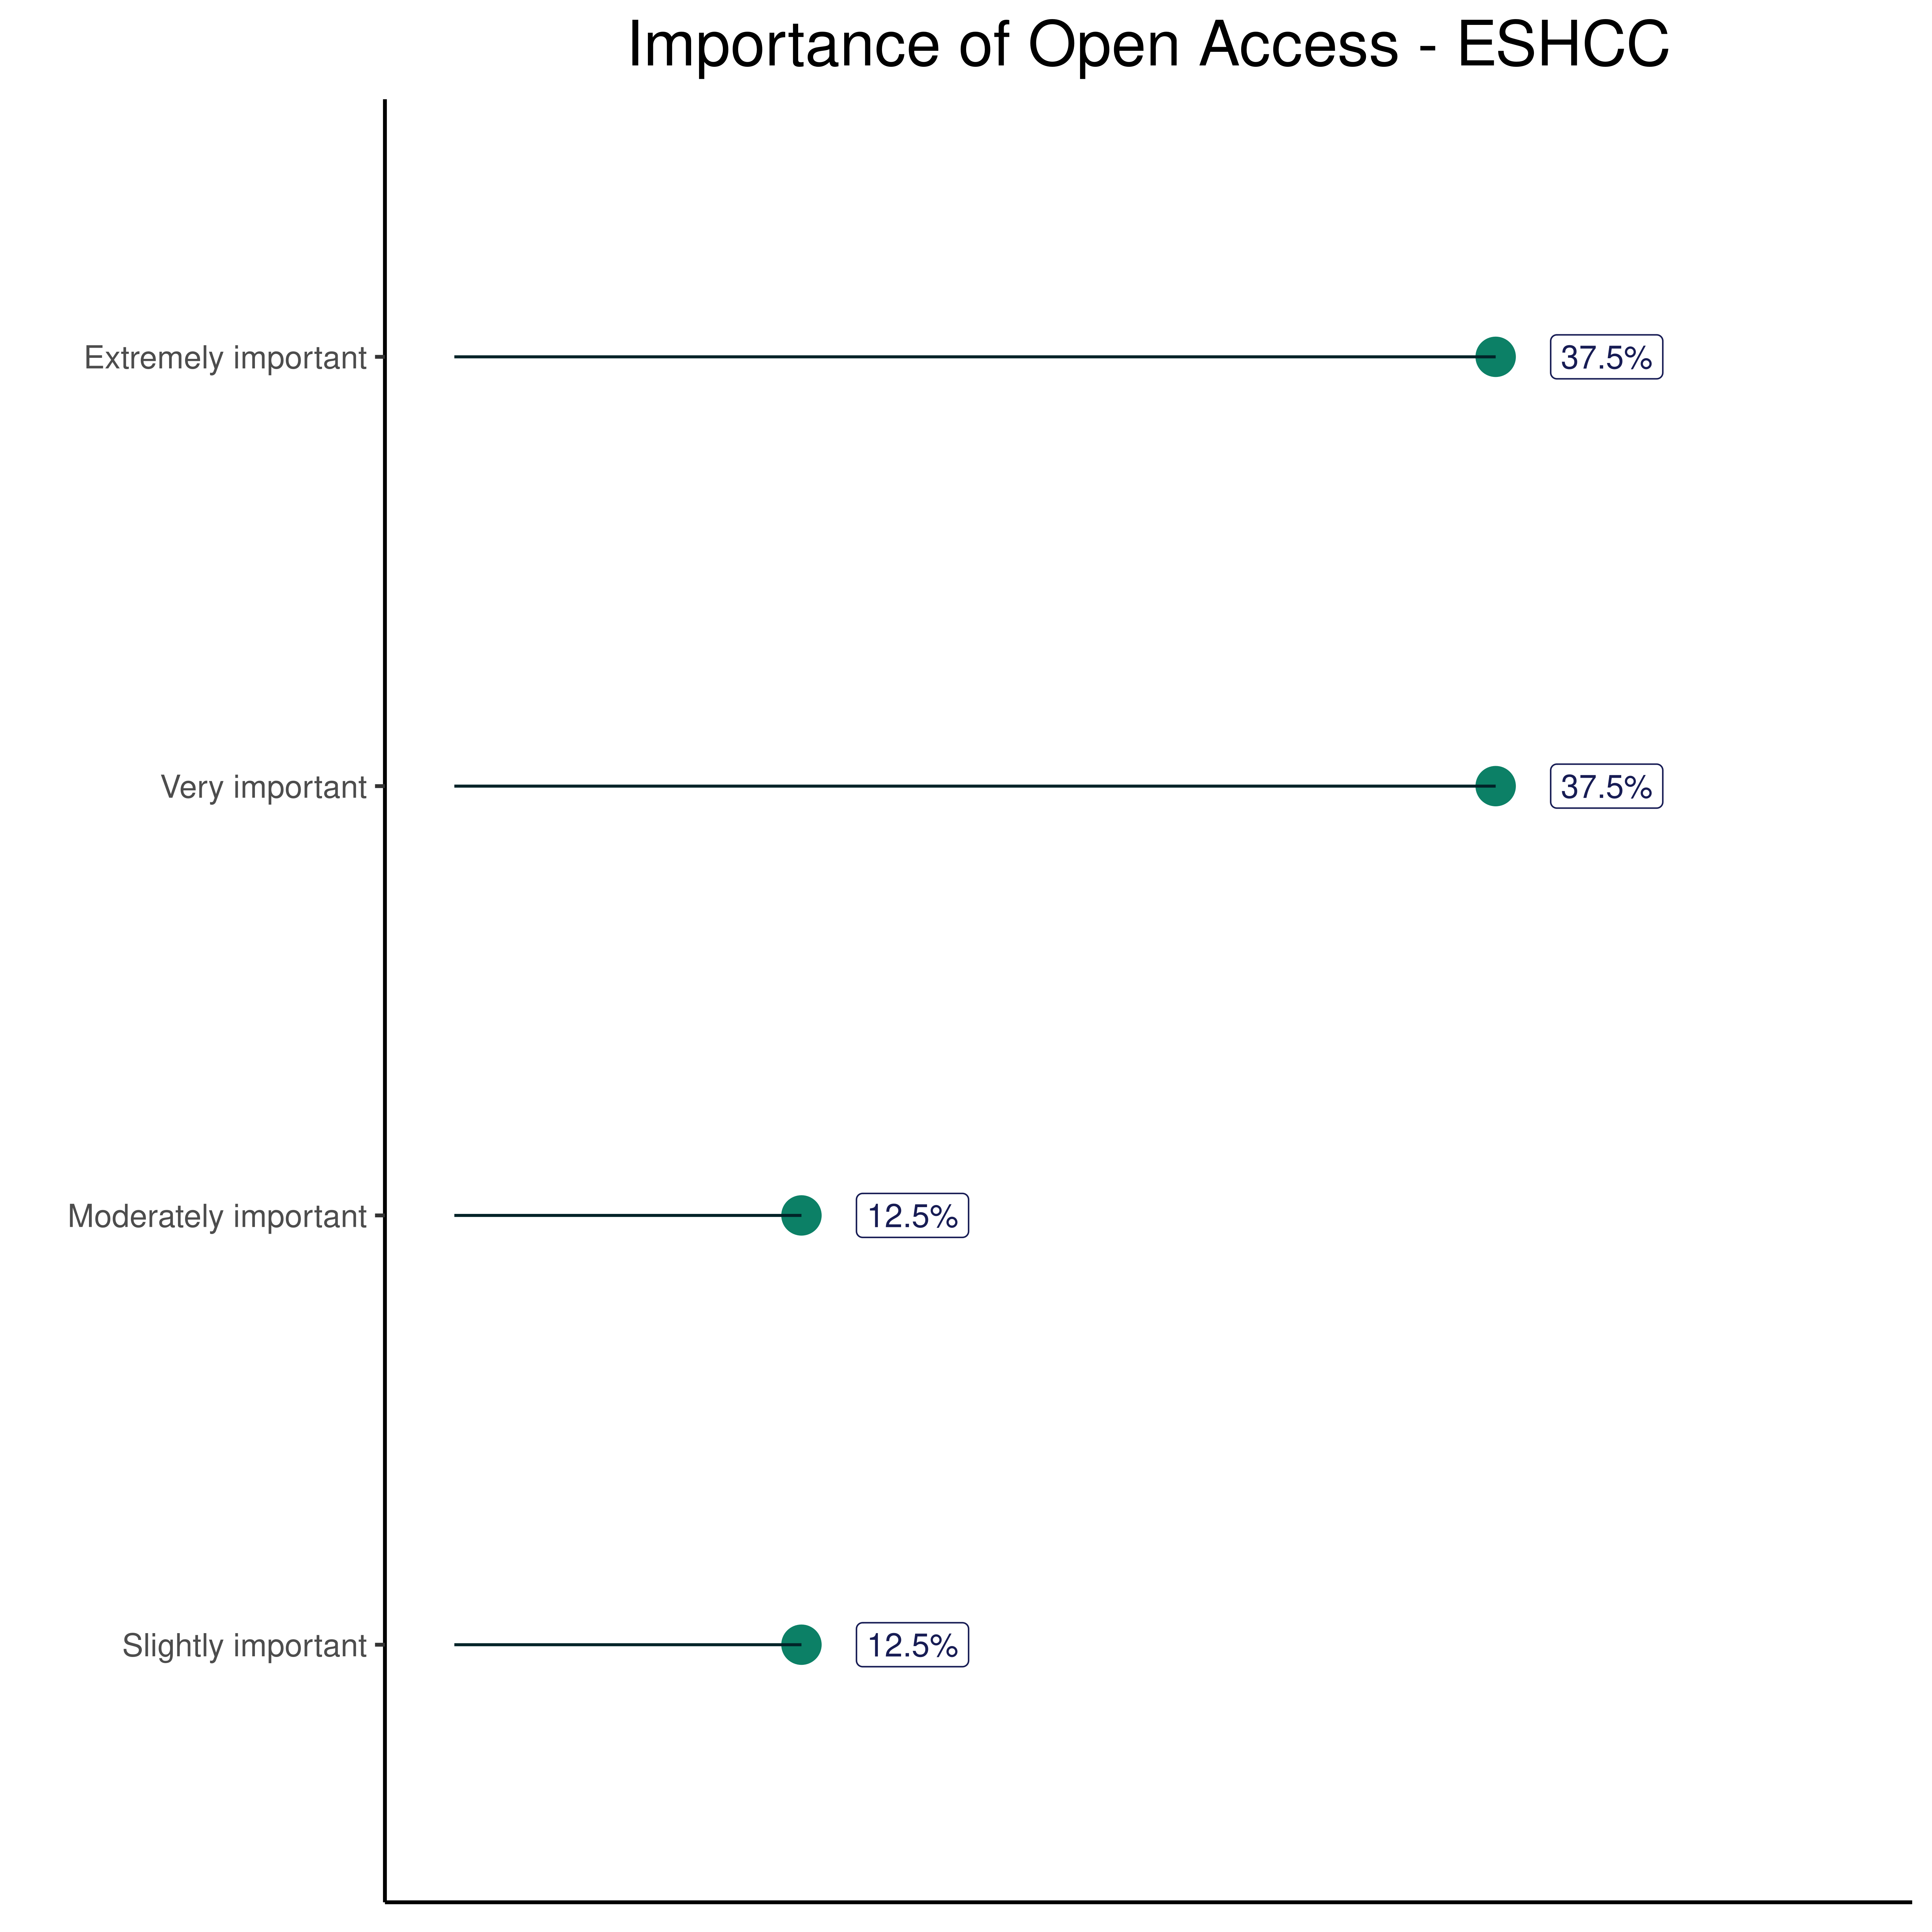 Importance of Open Access - ESHCC
Extremely important
37.5%
Very important
37.5%
Moderately important
12.5%
Slightly important
12.5%